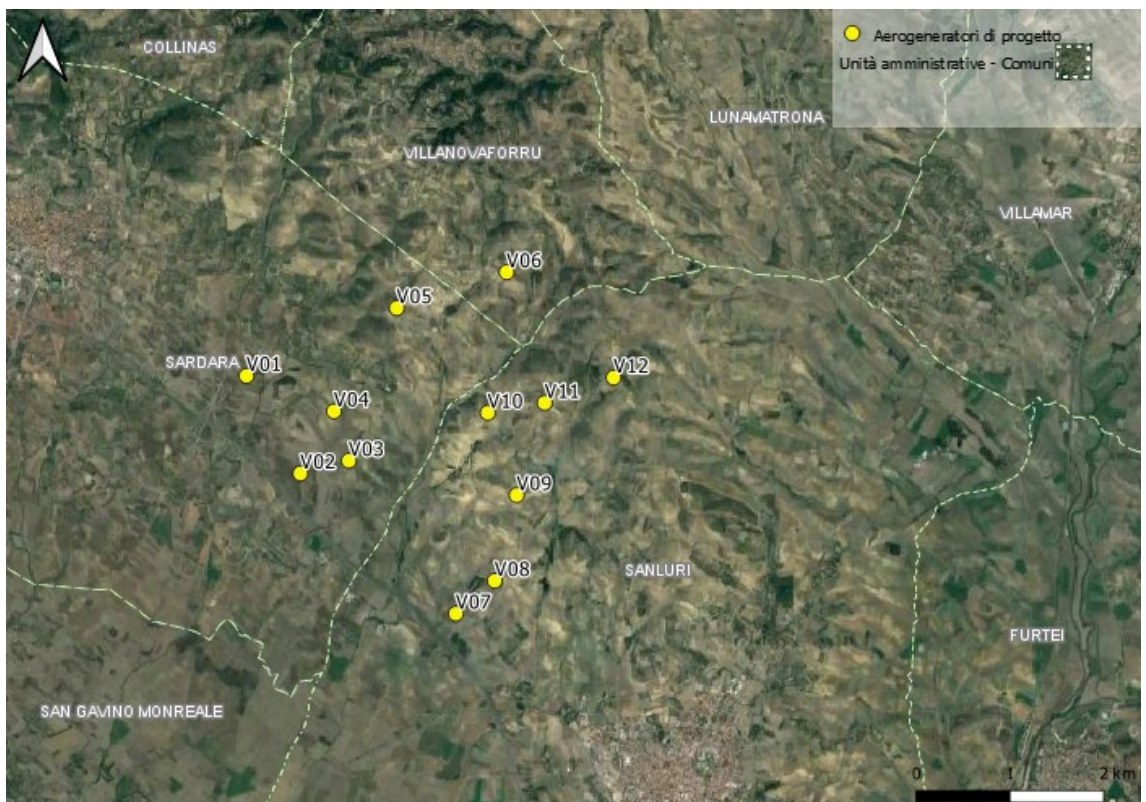 COLLINAS
Aerogeneratori di progetto
Unità amministrative - Comuni
LUNAMATRONA
VILLANOVAFORRU
VILLAMAR
V06
V05
SARDARA
V01
V12
V04
V10
V11
V03
V02
V09
V08
SANLURI
V07
FURTEI
SAN GAVINO MONREALE
0 1 2 km